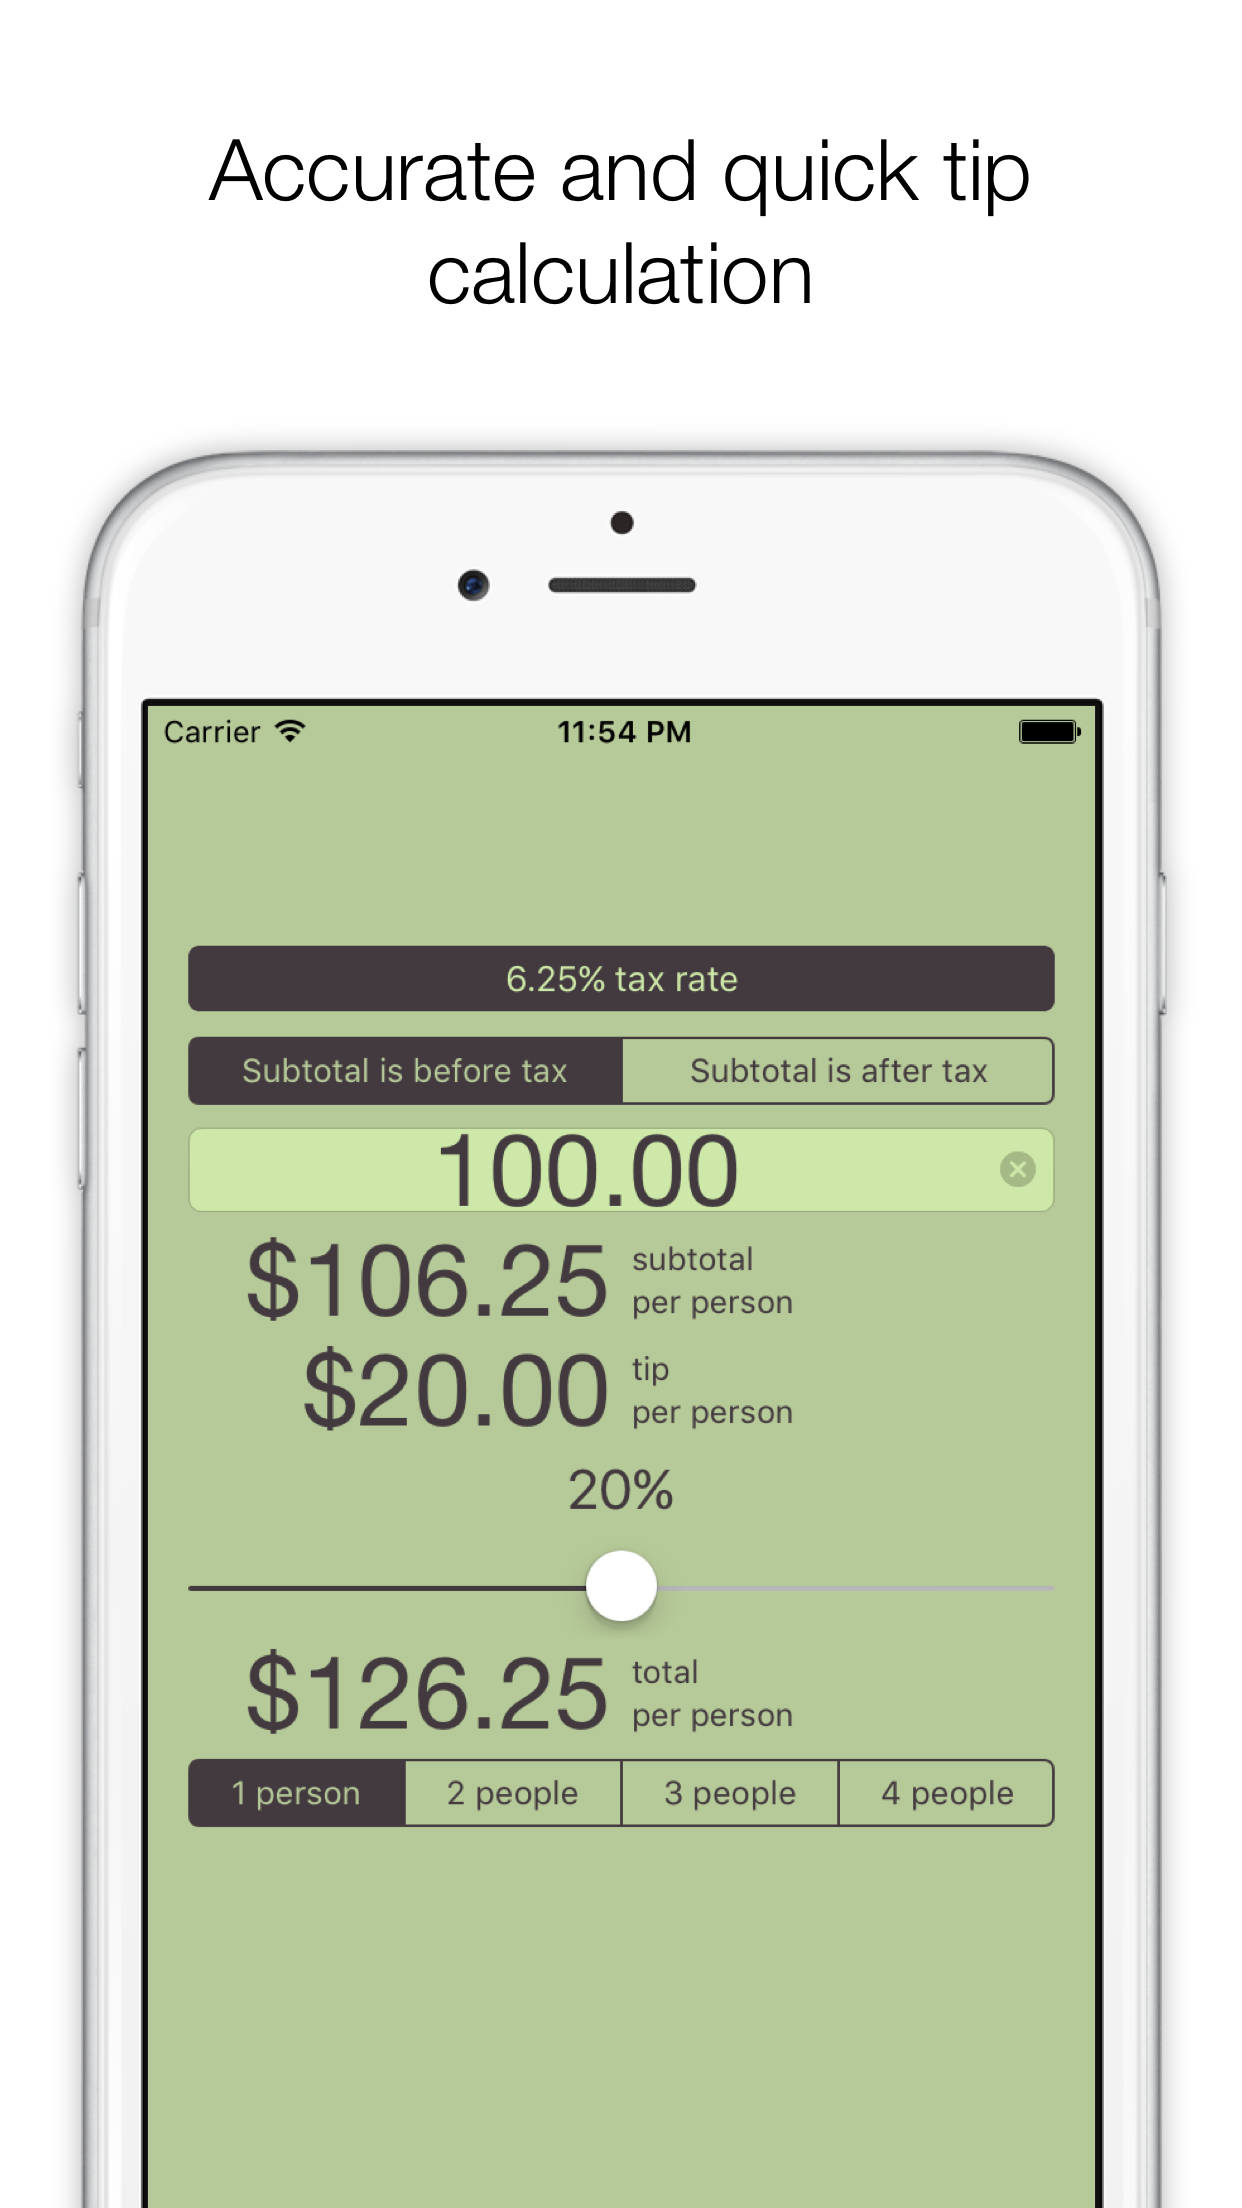 Accurate and quick tip
calculation
Carrier 11:54 PM
6.25% tax rate
Subtotal is before tax Subtotal is after tax
100.00
$106.25 subtotal
per person
$20.00 tip
per person
20%
$126.25 total
per person
1 person 2 people 3 people 4 people